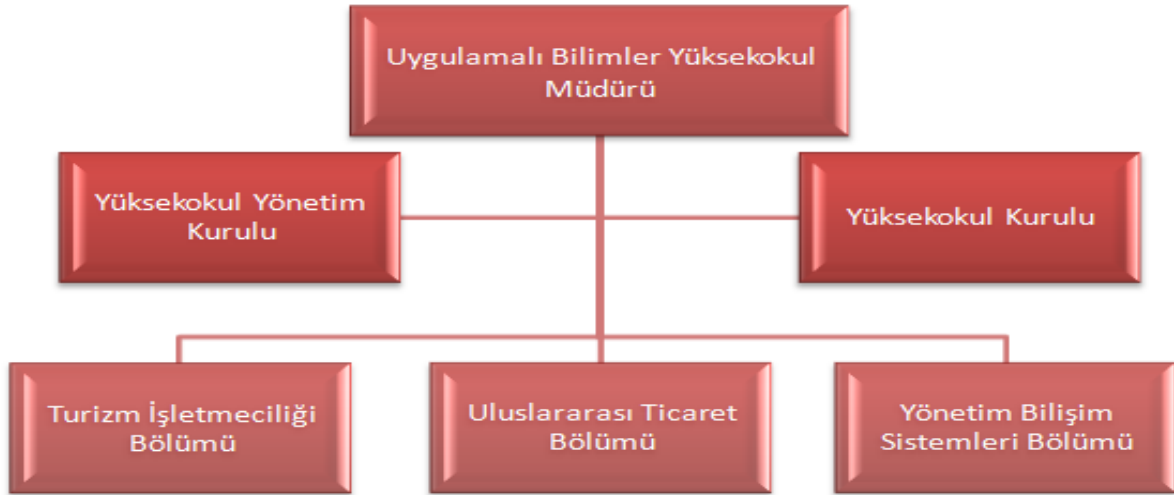 Uygulamalı Bilimler Yüksekokul
Müdürü
Yüksekokul Yönetim
Kurulu
Yüksekokul Kurulu
Turizm İşletmeciliği
Bölümü
Uluslararası Ticaret
Bölümü
Yönetim Bilişim
Sistemleri Bölümü